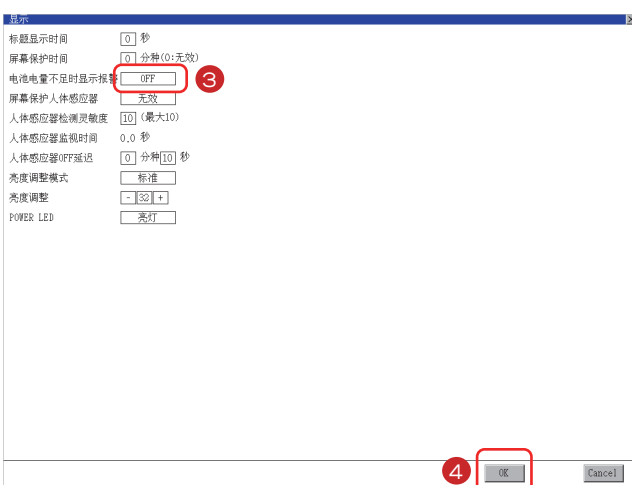 显示
标题显示时间 0 秒
屏幕保护时间 0 分种(0:无效)
电池电量不足时显示报警 OFF 3
屏幕保护人体感应器 无效
人体感应器检测灵敏度 10 (最大10)
人体感应器监视时间 0.0 秒
人体感应器OFF延迟 0 分种 10 秒
亮度调整模式 标准
亮度调整 - 32 +
POWER LED 亮灯
4 OK Cancel